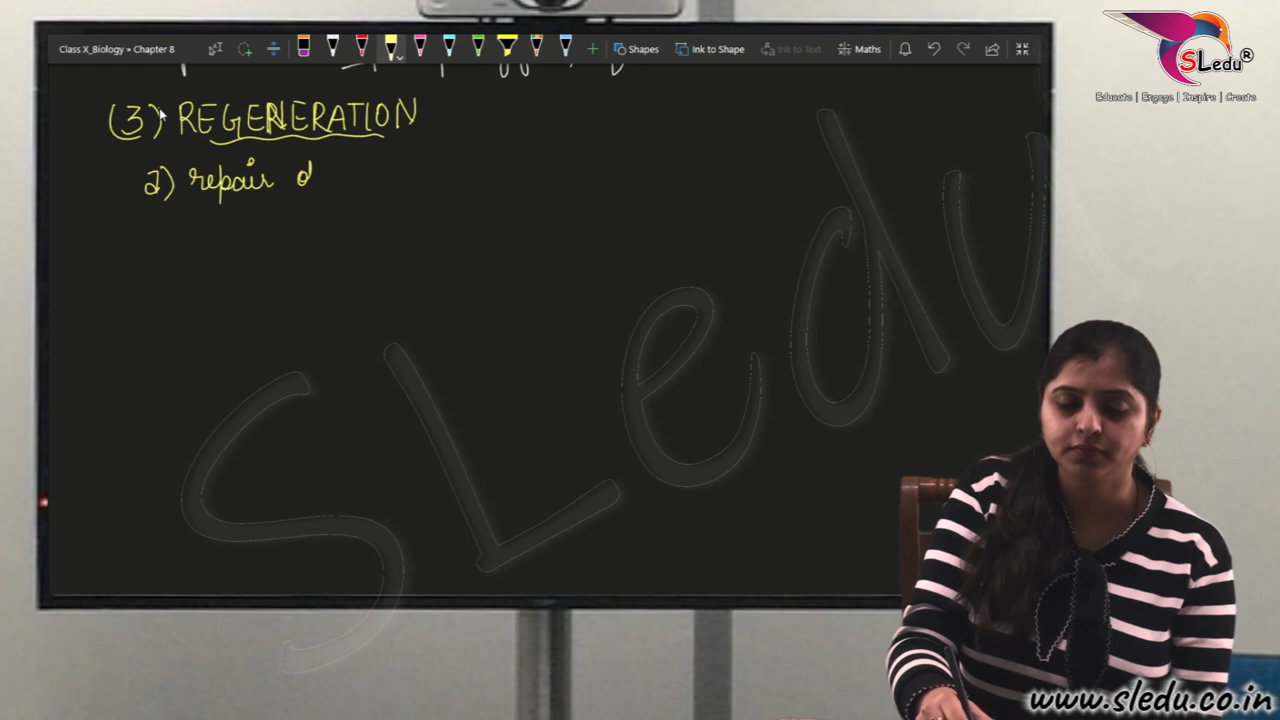 Class X_Biology » Chapter 8
Shapes
Ink to Shape
Ink to Text
Maths
SLedu®
Educate | Engage | Inspire | Create
(3) REGENERATION
a) repair
SLedu
www.sledu.co.in